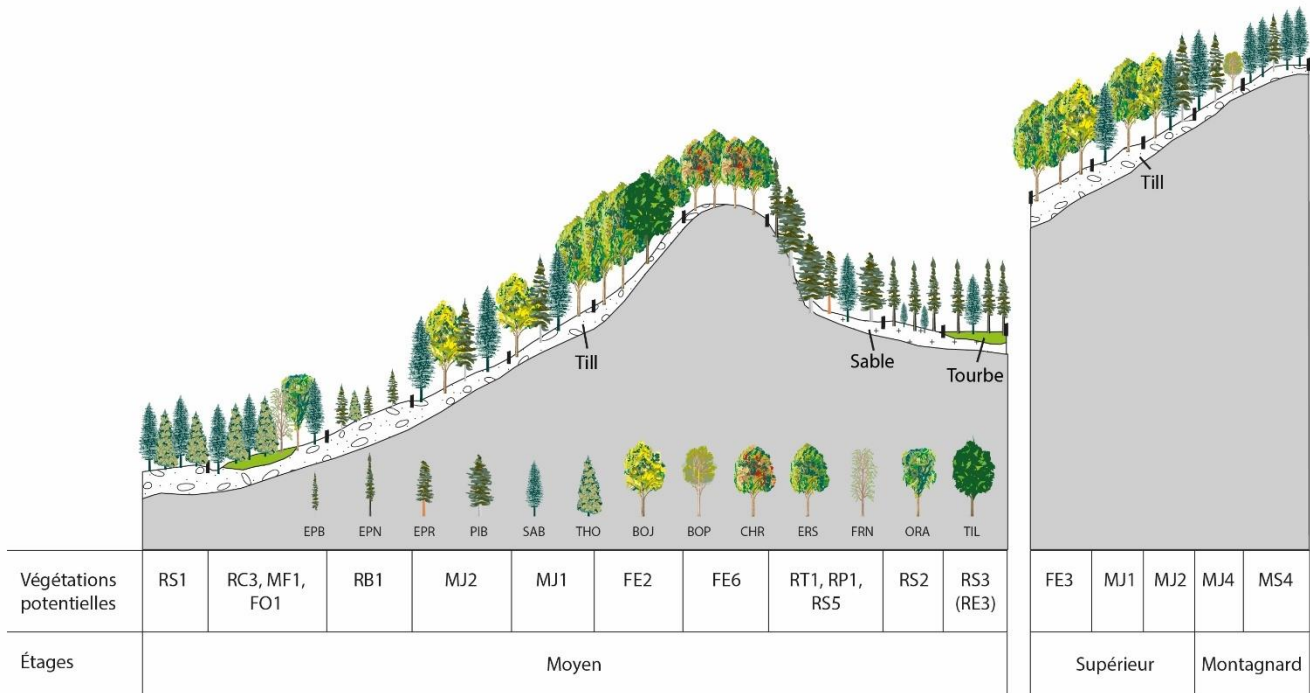 Till
Till
Sable
Tourbe
EPB EPN EPR PIB SAB THO BOJ BOP CHR ERS FRN ORA TIL
Végétations
potentielles
RS1
RC3, MF1,
FO1
RB1
MJ2
MJ1
FE2
FE6
RT1, RP1,
RS5
RS2
RS3
(RE3)
FE3
MJ1
MJ2
MJ4
MS4
Étages
Moyen
Supérieur
Montagnard